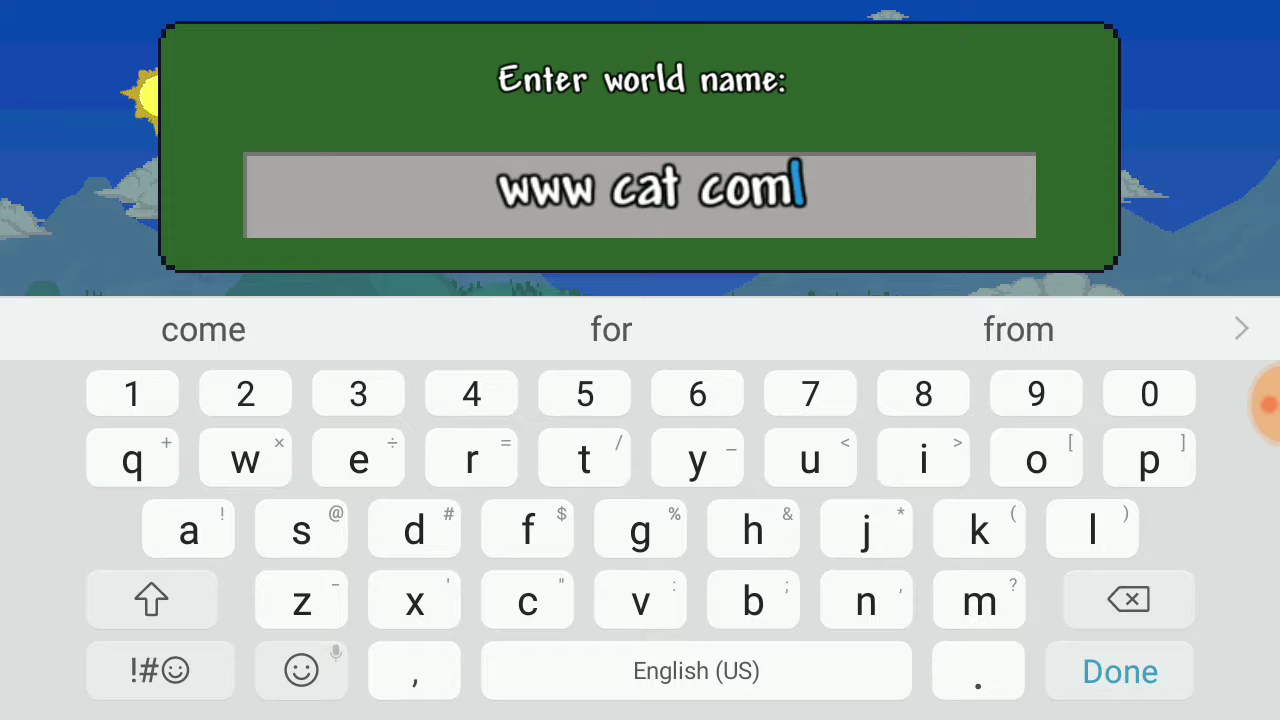 Enter world name:
www cat com
come for from
1 2 3 4 5 6 7 8 9 0
q + w × e ÷ r = t / y _ u < i > o [ p ]
a ! s @ d # f $ g % h & j * k ( l )
z - x ' c " v : b ; n , m ?
!#☺ , English (US) . Done